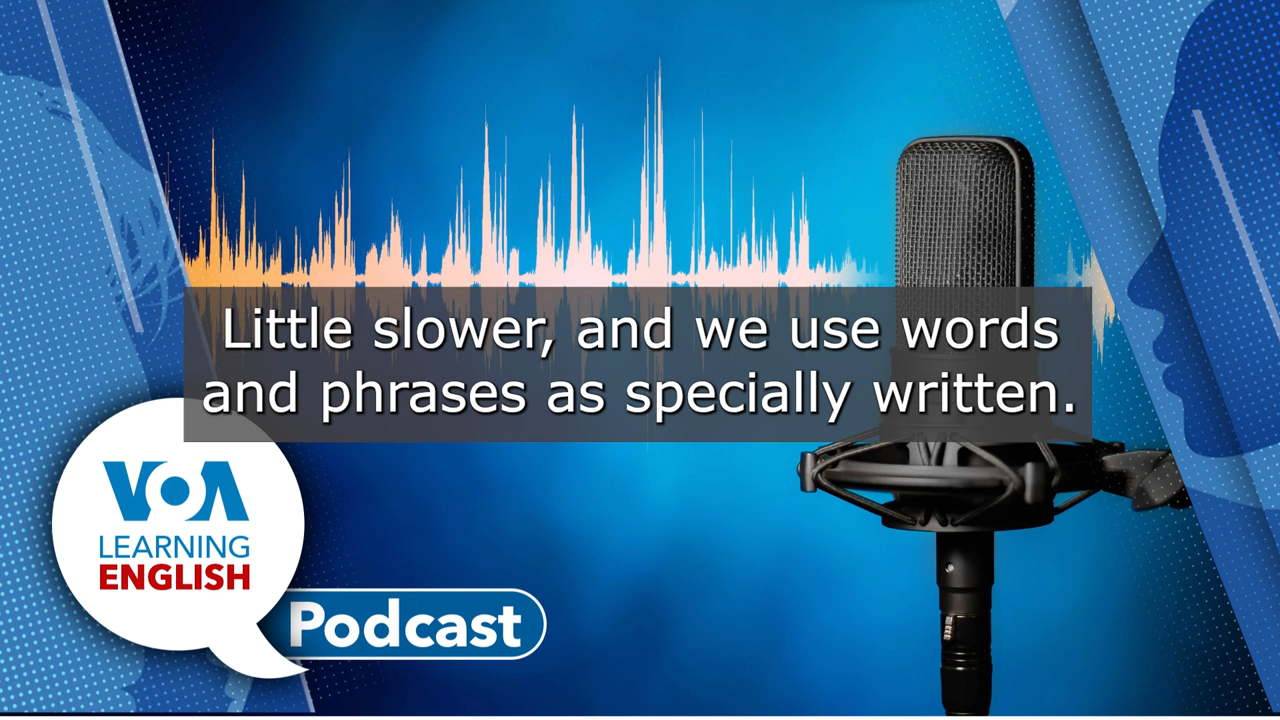 Little slower, and we use words
and phrases as specially written.
VOA
LEARNING
ENGLISH
Podcast